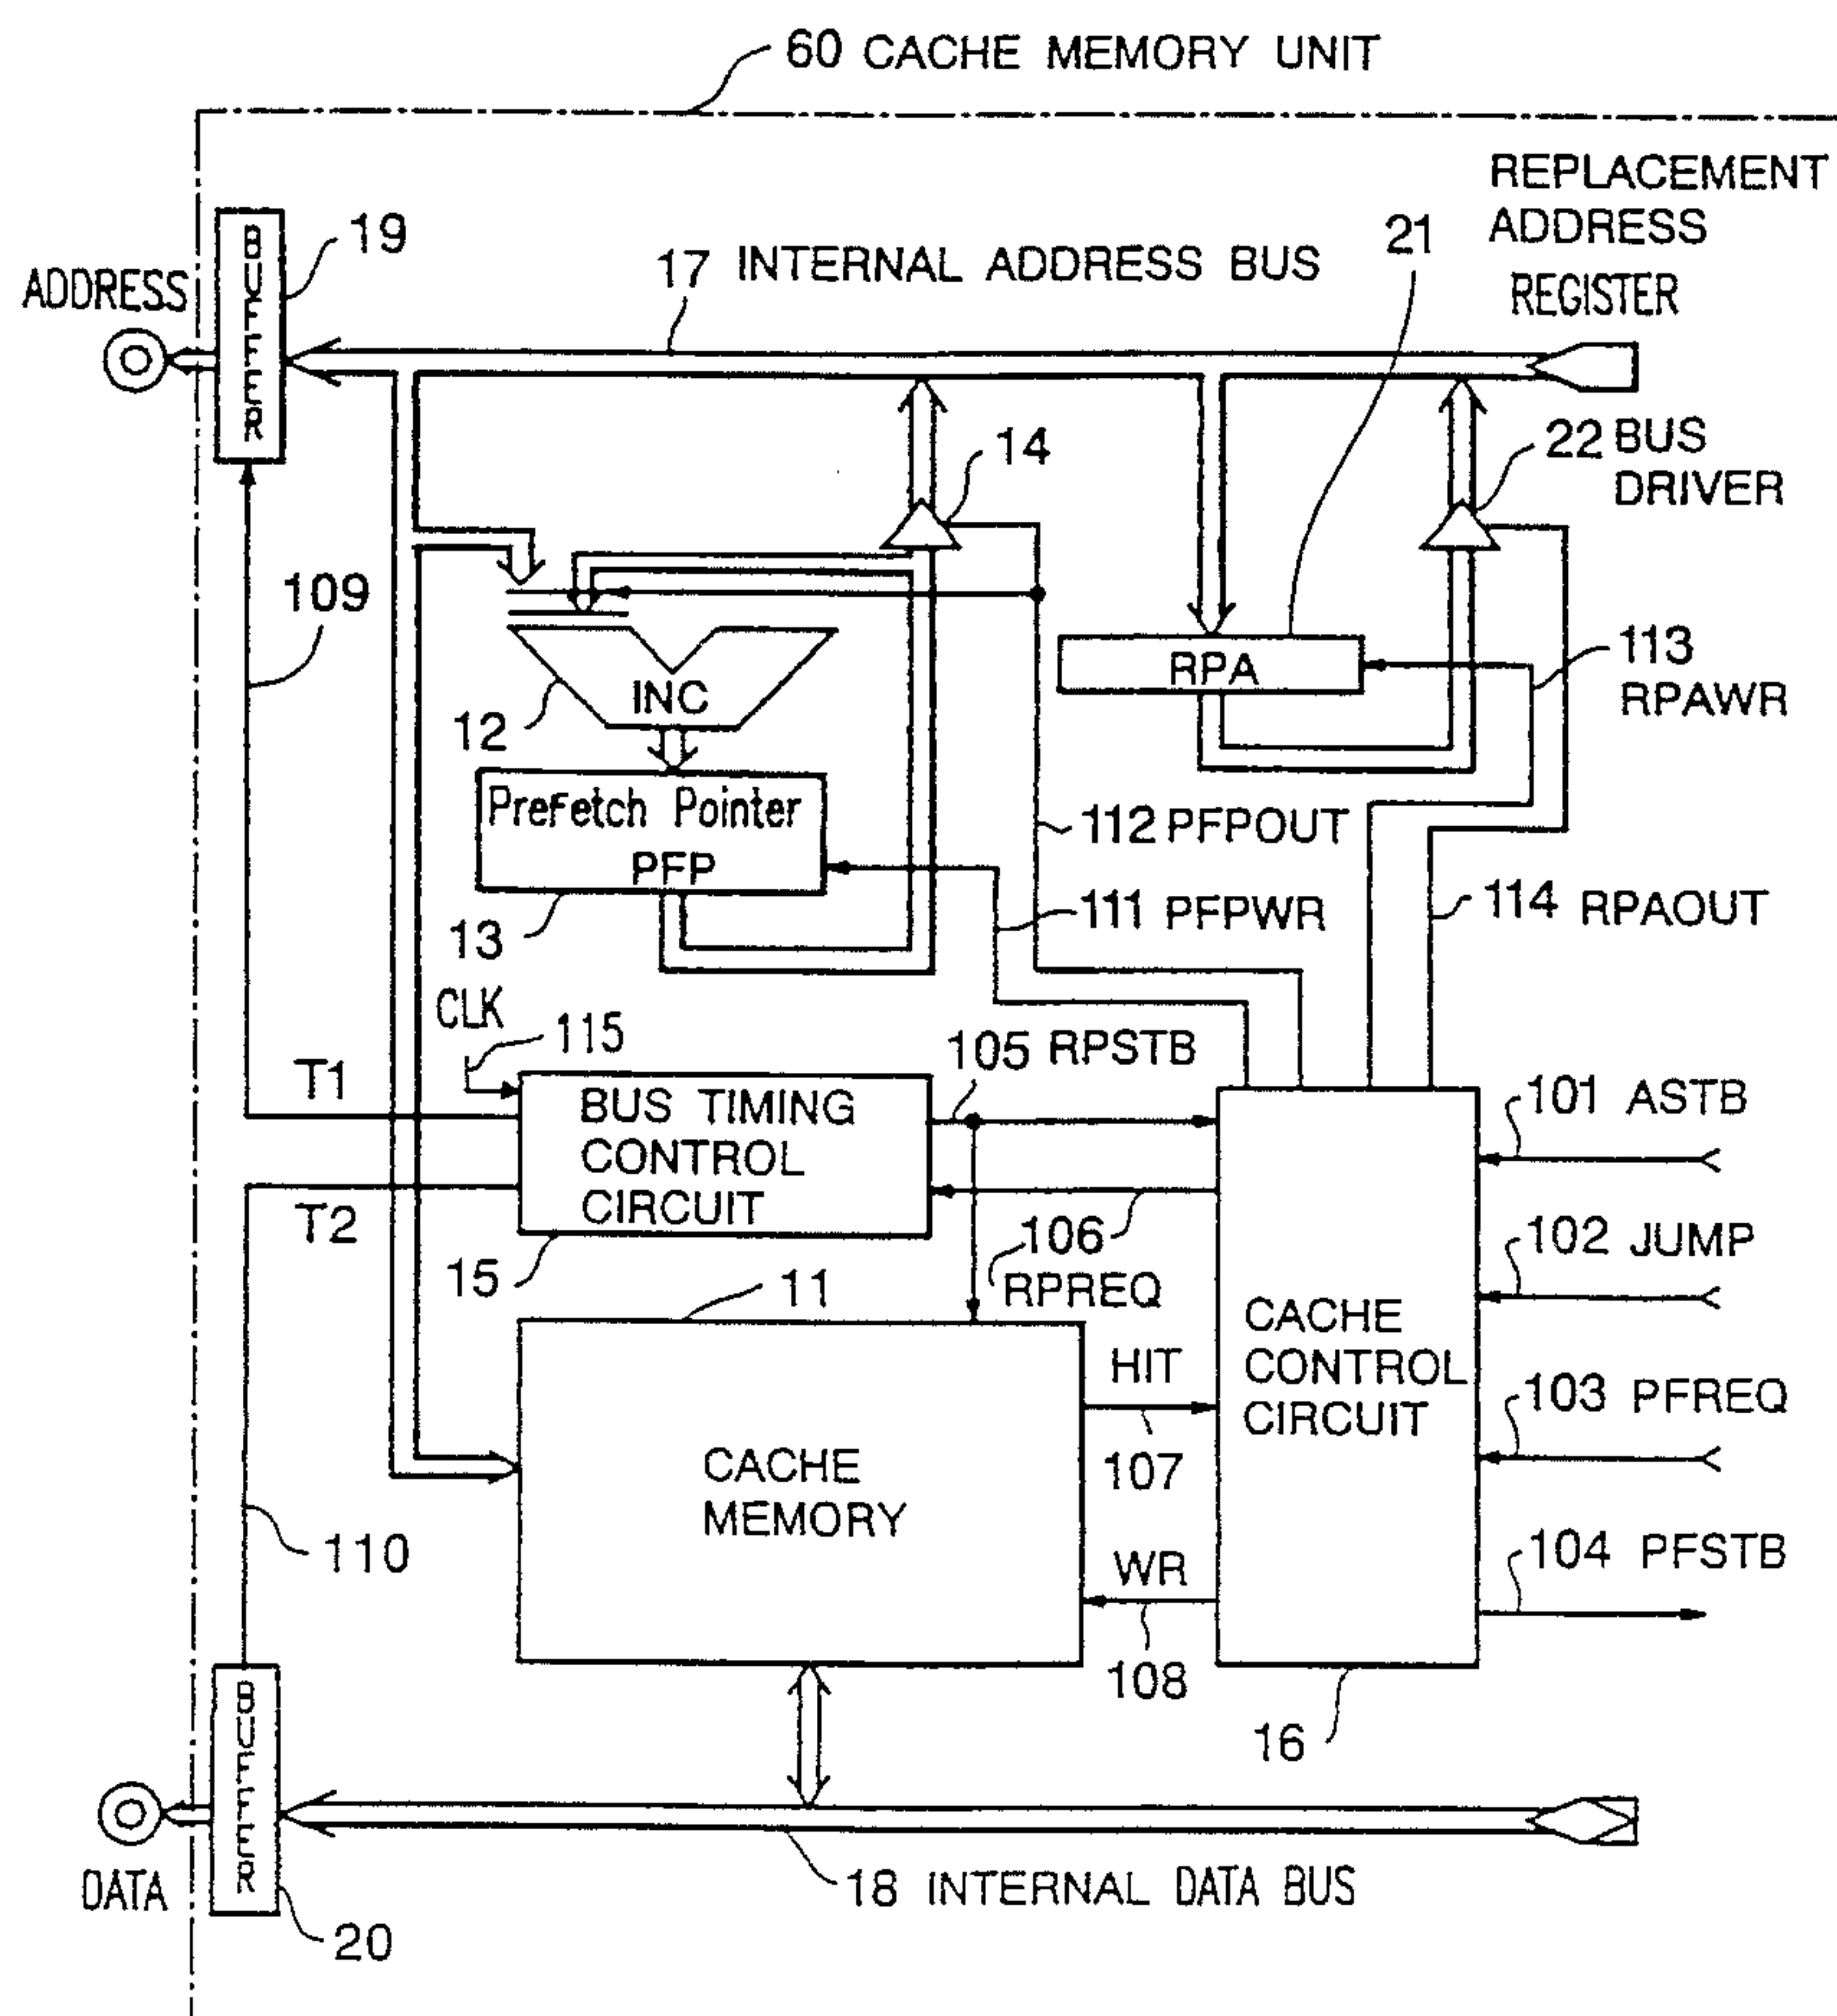 60 CACHE MEMORY UNIT
REPLACEMENT
ADDRESS
REGISTER
21
19
BUFFER
ADDRESS
17 INTERNAL ADDRESS BUS
14
22 BUS
DRIVER
109
INC
12
RPA
113
RPAWR
PreFetch Pointer
PFP
13
112 PFPOUT
111 PFPWR
114 RPAOUT
CLK
115
105 RPSTB
T1
BUS TIMING
CONTROL
CIRCUIT
T2
15
106
RPREQ
101 ASTB
102 JUMP
11
CACHE
CONTROL
CIRCUIT
HIT
107
103 PFREQ
CACHE
MEMORY
110
WR
108
104 PFSTB
16
BUFFER
DATA
20
18 INTERNAL DATA BUS